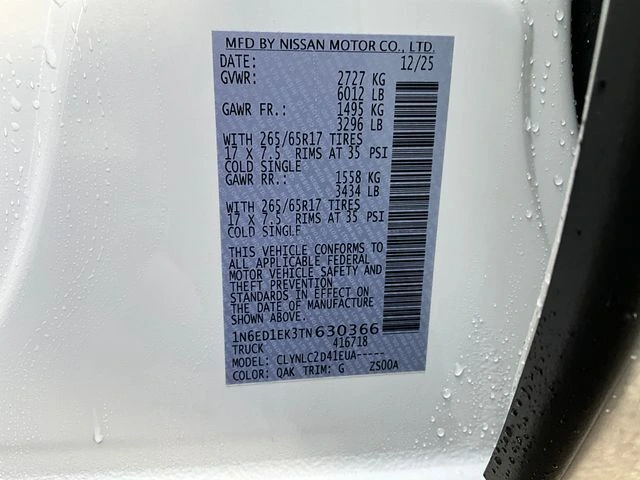 MFD BY NISSAN MOTOR CO., LTD.
DATE: 12/25
GVWR: 2727 KG
6012 LB
GAWR FR.: 1495 KG
3296 LB
WITH 265/65R17 TIRES
17 X 7.5 RIMS AT 35 PSI
COLD SINGLE
GAWR RR.: 1558 KG
3434 LB
WITH 265/65R17 TIRES
17 X 7.5 RIMS AT 35 PSI
COLD SINGLE
THIS VEHICLE CONFORMS TO
ALL APPLICABLE FEDERAL
MOTOR VEHICLE SAFETY AND
THEFT PREVENTION
STANDARDS IN EFFECT ON
THE DATE OF MANUFACTURE
SHOWN ABOVE.
1N6ED1EK3TN630366
TRUCK 416718
MODEL: CLYNLC2D41EUA-----
COLOR: QAK TRIM: G ZS00A